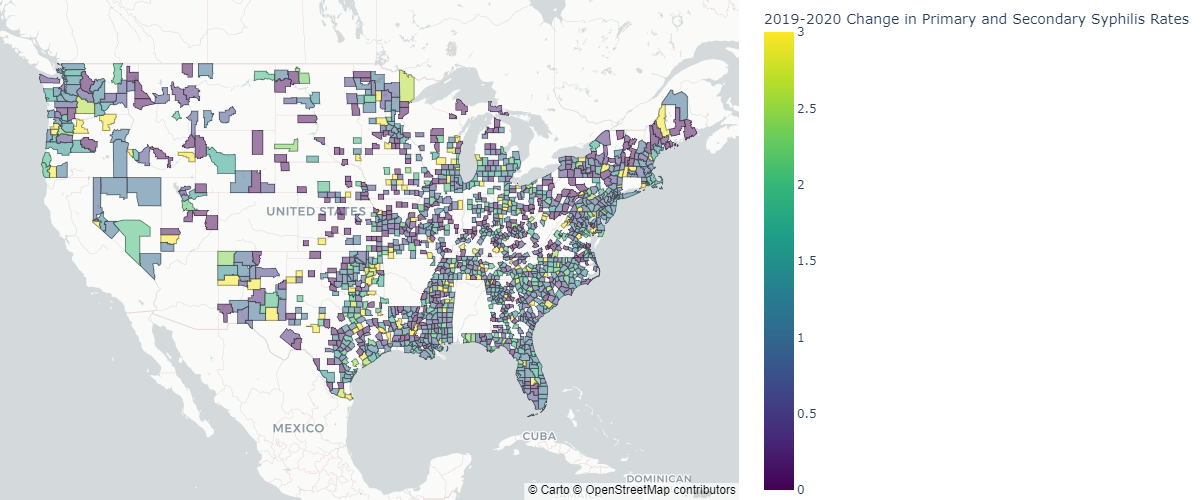 2019-2020 Change in Primary and Secondary Syphilis Rates
3
2.5
2
1.5
1
0.5
0
UNITED STATES
MEXICO
CUBA
DOMINICAN
© Carto © OpenStreetMap contributors